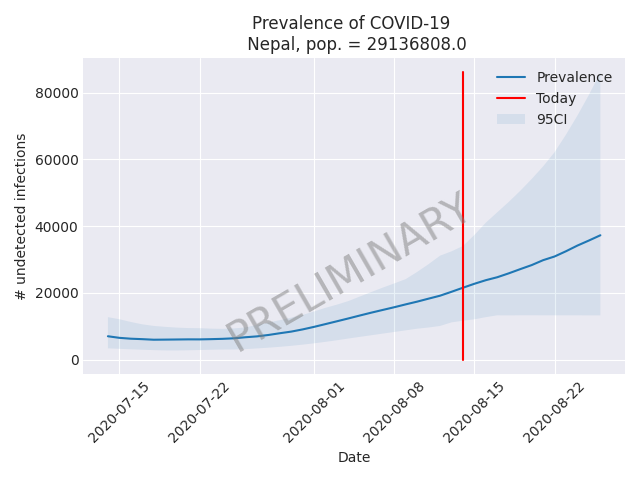 Prevalence of COVID-19
Nepal, pop. = 29136808.0
Prevalence
Today
95CI
80000
60000
40000
20000
0
# undetected infections
PRELIMINARY
2020-07-15
2020-07-22
2020-08-01
2020-08-08
2020-08-15
2020-08-22
Date